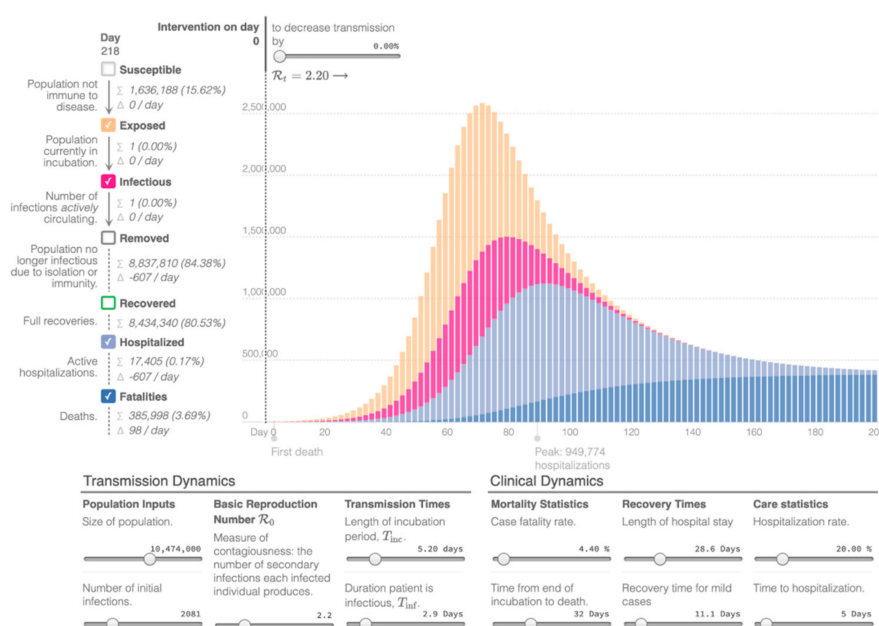 Intervention on day
0
to decrease transmission
by
0.00%
ℛt = 2.20 →
Day
218
Susceptible
Population not
immune to
disease.
Σ 1,636,188 (15.62%)
Δ 0 / day
Exposed
Population
currently in
incubation.
Σ 1 (0.00%)
Δ 0 / day
Infectious
Number of
infections actively
circulating.
Σ 1 (0.00%)
Δ 0 / day
Removed
Population no
longer infectious
due to isolation or
immunity.
Σ 8,837,810 (84.38%)
Δ -607 / day
Recovered
Full recoveries.
Σ 8,434,340 (80.53%)
Hospitalized
Active
hospitalizations.
Σ 17,405 (0.17%)
Δ -607 / day
Fatalities
Deaths.
Σ 385,998 (3.69%)
Δ 98 / day
2,500,000
2,000,000
1,500,000
1,000,000
500,000
0
Day 0 20 40 60 80 100 120 140 160 180 20
First death
Peak: 949,774
hospitalizations
Transmission Dynamics
Population Inputs
Size of population.
10,474,000
Number of initial
infections.
2081
Basic Reproduction
Number ℛ0
Measure of
contagiousness: the
number of secondary
infections each infected
individual produces.
2.2
Transmission Times
Length of incubation
period, Tinc.
5.20 days
Duration patient is
infectious, Tinf.
2.9 Days
Clinical Dynamics
Mortality Statistics
Case fatality rate.
4.40 %
Time from end of
incubation to death.
32 Days
Recovery Times
Length of hospital stay
28.6 Days
Recovery time for mild
cases
11.1 Days
Care statistics
Hospitalization rate.
20.00 %
Time to hospitalization.
5 Days